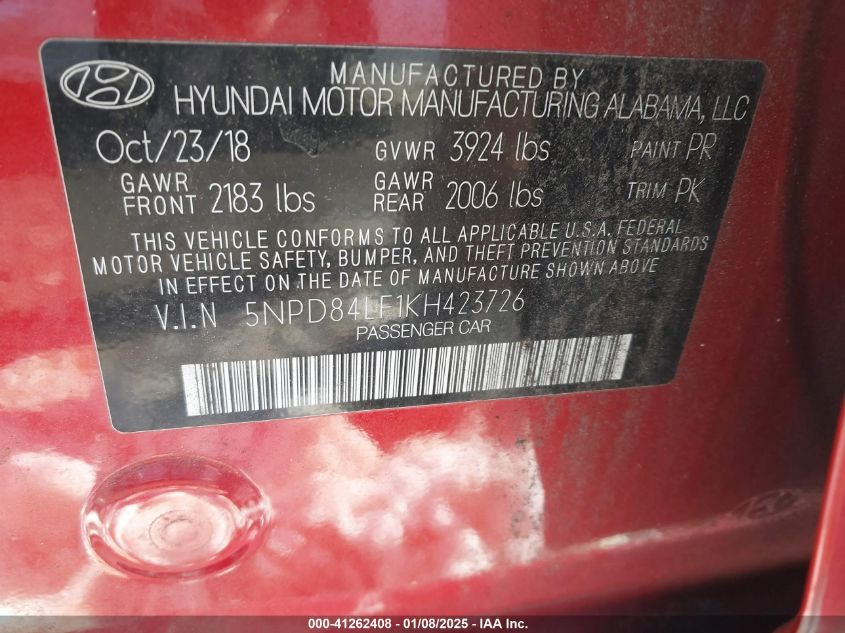 MANUFACTURED BY
HYUNDAI MOTOR MANUFACTURING ALABAMA, LLC
Oct/23/18 GVWR 3924 lbs PAINT PR
GAWR FRONT 2183 lbs GAWR REAR 2006 lbs TRIM PK
THIS VEHICLE CONFORMS TO ALL APPLICABLE U.S.A. FEDERAL
MOTOR VEHICLE SAFETY, BUMPER, AND THEFT PREVENTION STANDARDS
IN EFFECT ON THE DATE OF MANUFACTURE SHOWN ABOVE
V.I.N 5NPD84LF1KH423726
PASSENGER CAR
000-41262408 - 01/08/2025 - IAA Inc.